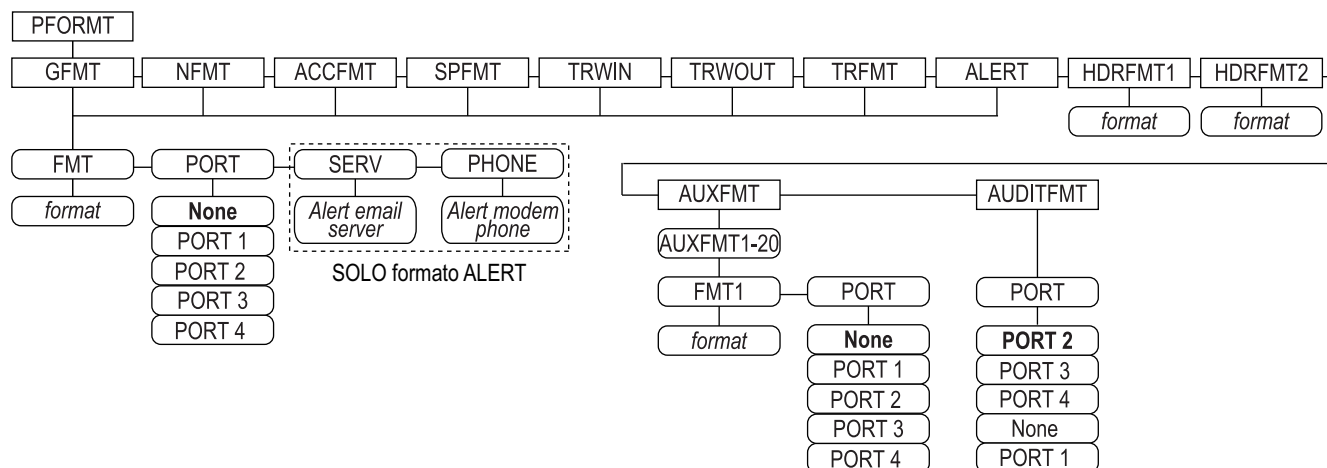 PFORMT
GFMT
NFMT
ACCFMT
SPFMT
TRWIN
TRWOUT
TRFMT
ALERT
HDRFMT1
HDRFMT2
format
format
FMT
PORT
SERV
PHONE
format
None
PORT 1
PORT 2
PORT 3
PORT 4
Alert email
server
Alert modem
phone
SOLO formato ALERT
AUXFMT
AUDITFMT
AUXFMT1-20
FMT1
PORT
PORT
format
None
PORT 1
PORT 2
PORT 3
PORT 4
PORT 2
PORT 3
PORT 4
None
PORT 1